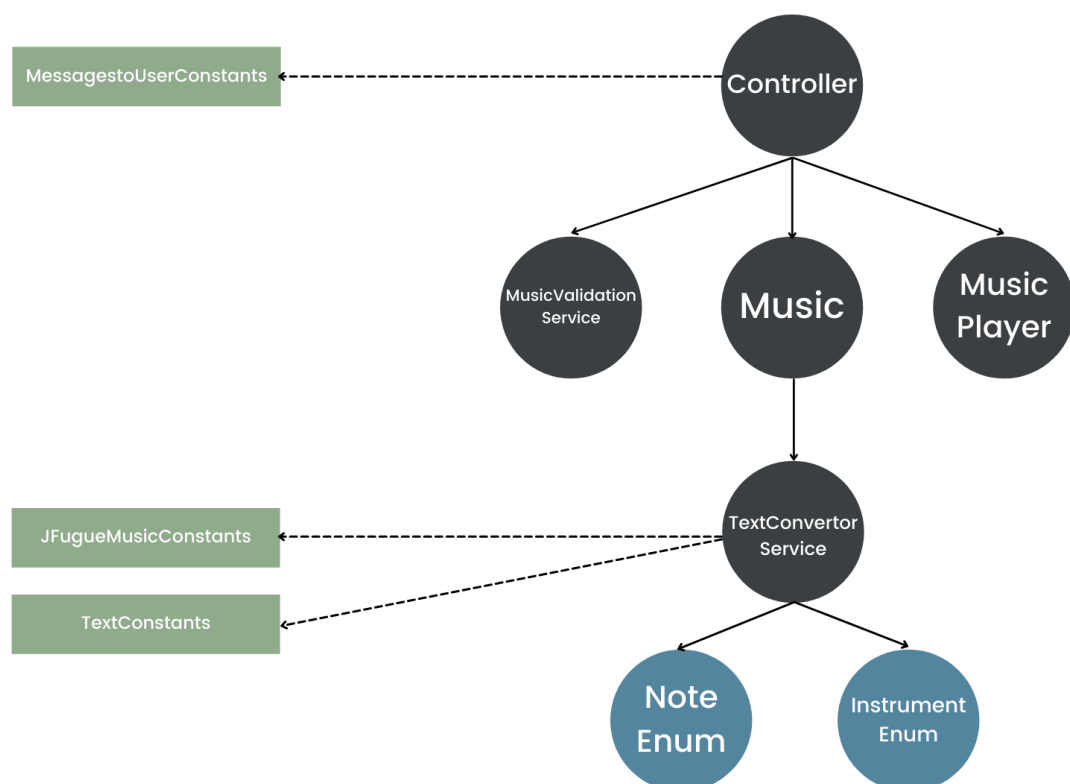 MessagestoUserConstants
Controller
MusicValidation
Service
Music
Music
Player
JFugueMusicConstants
TextConvertor
Service
TextConstants
Note
Enum
Instrument
Enum